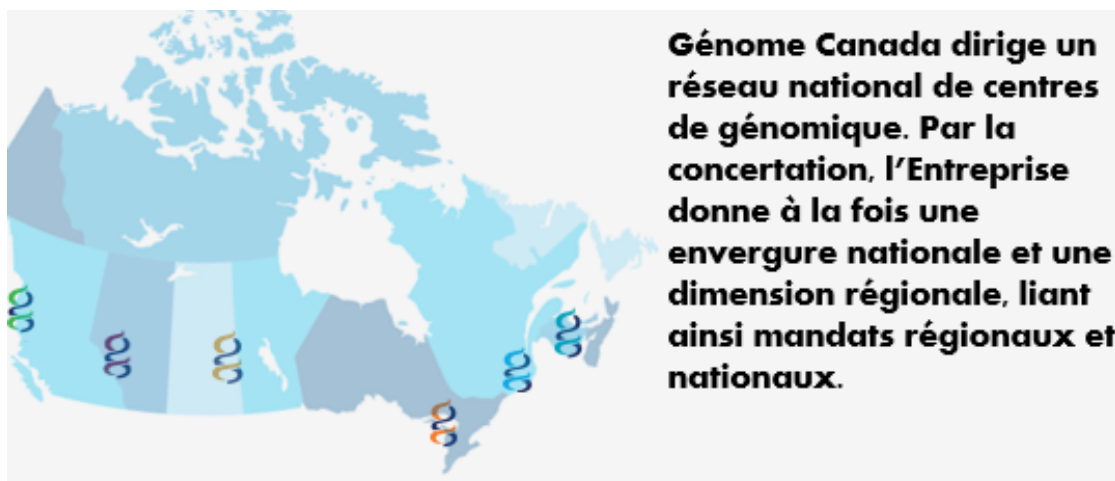 Génome Canada dirige un
réseau national de centres
de génomique. Par la
concertation, l’Entreprise
donne à la fois une
envergure nationale et une
dimension régionale, liant
ainsi mandats régionaux et
nationaux.